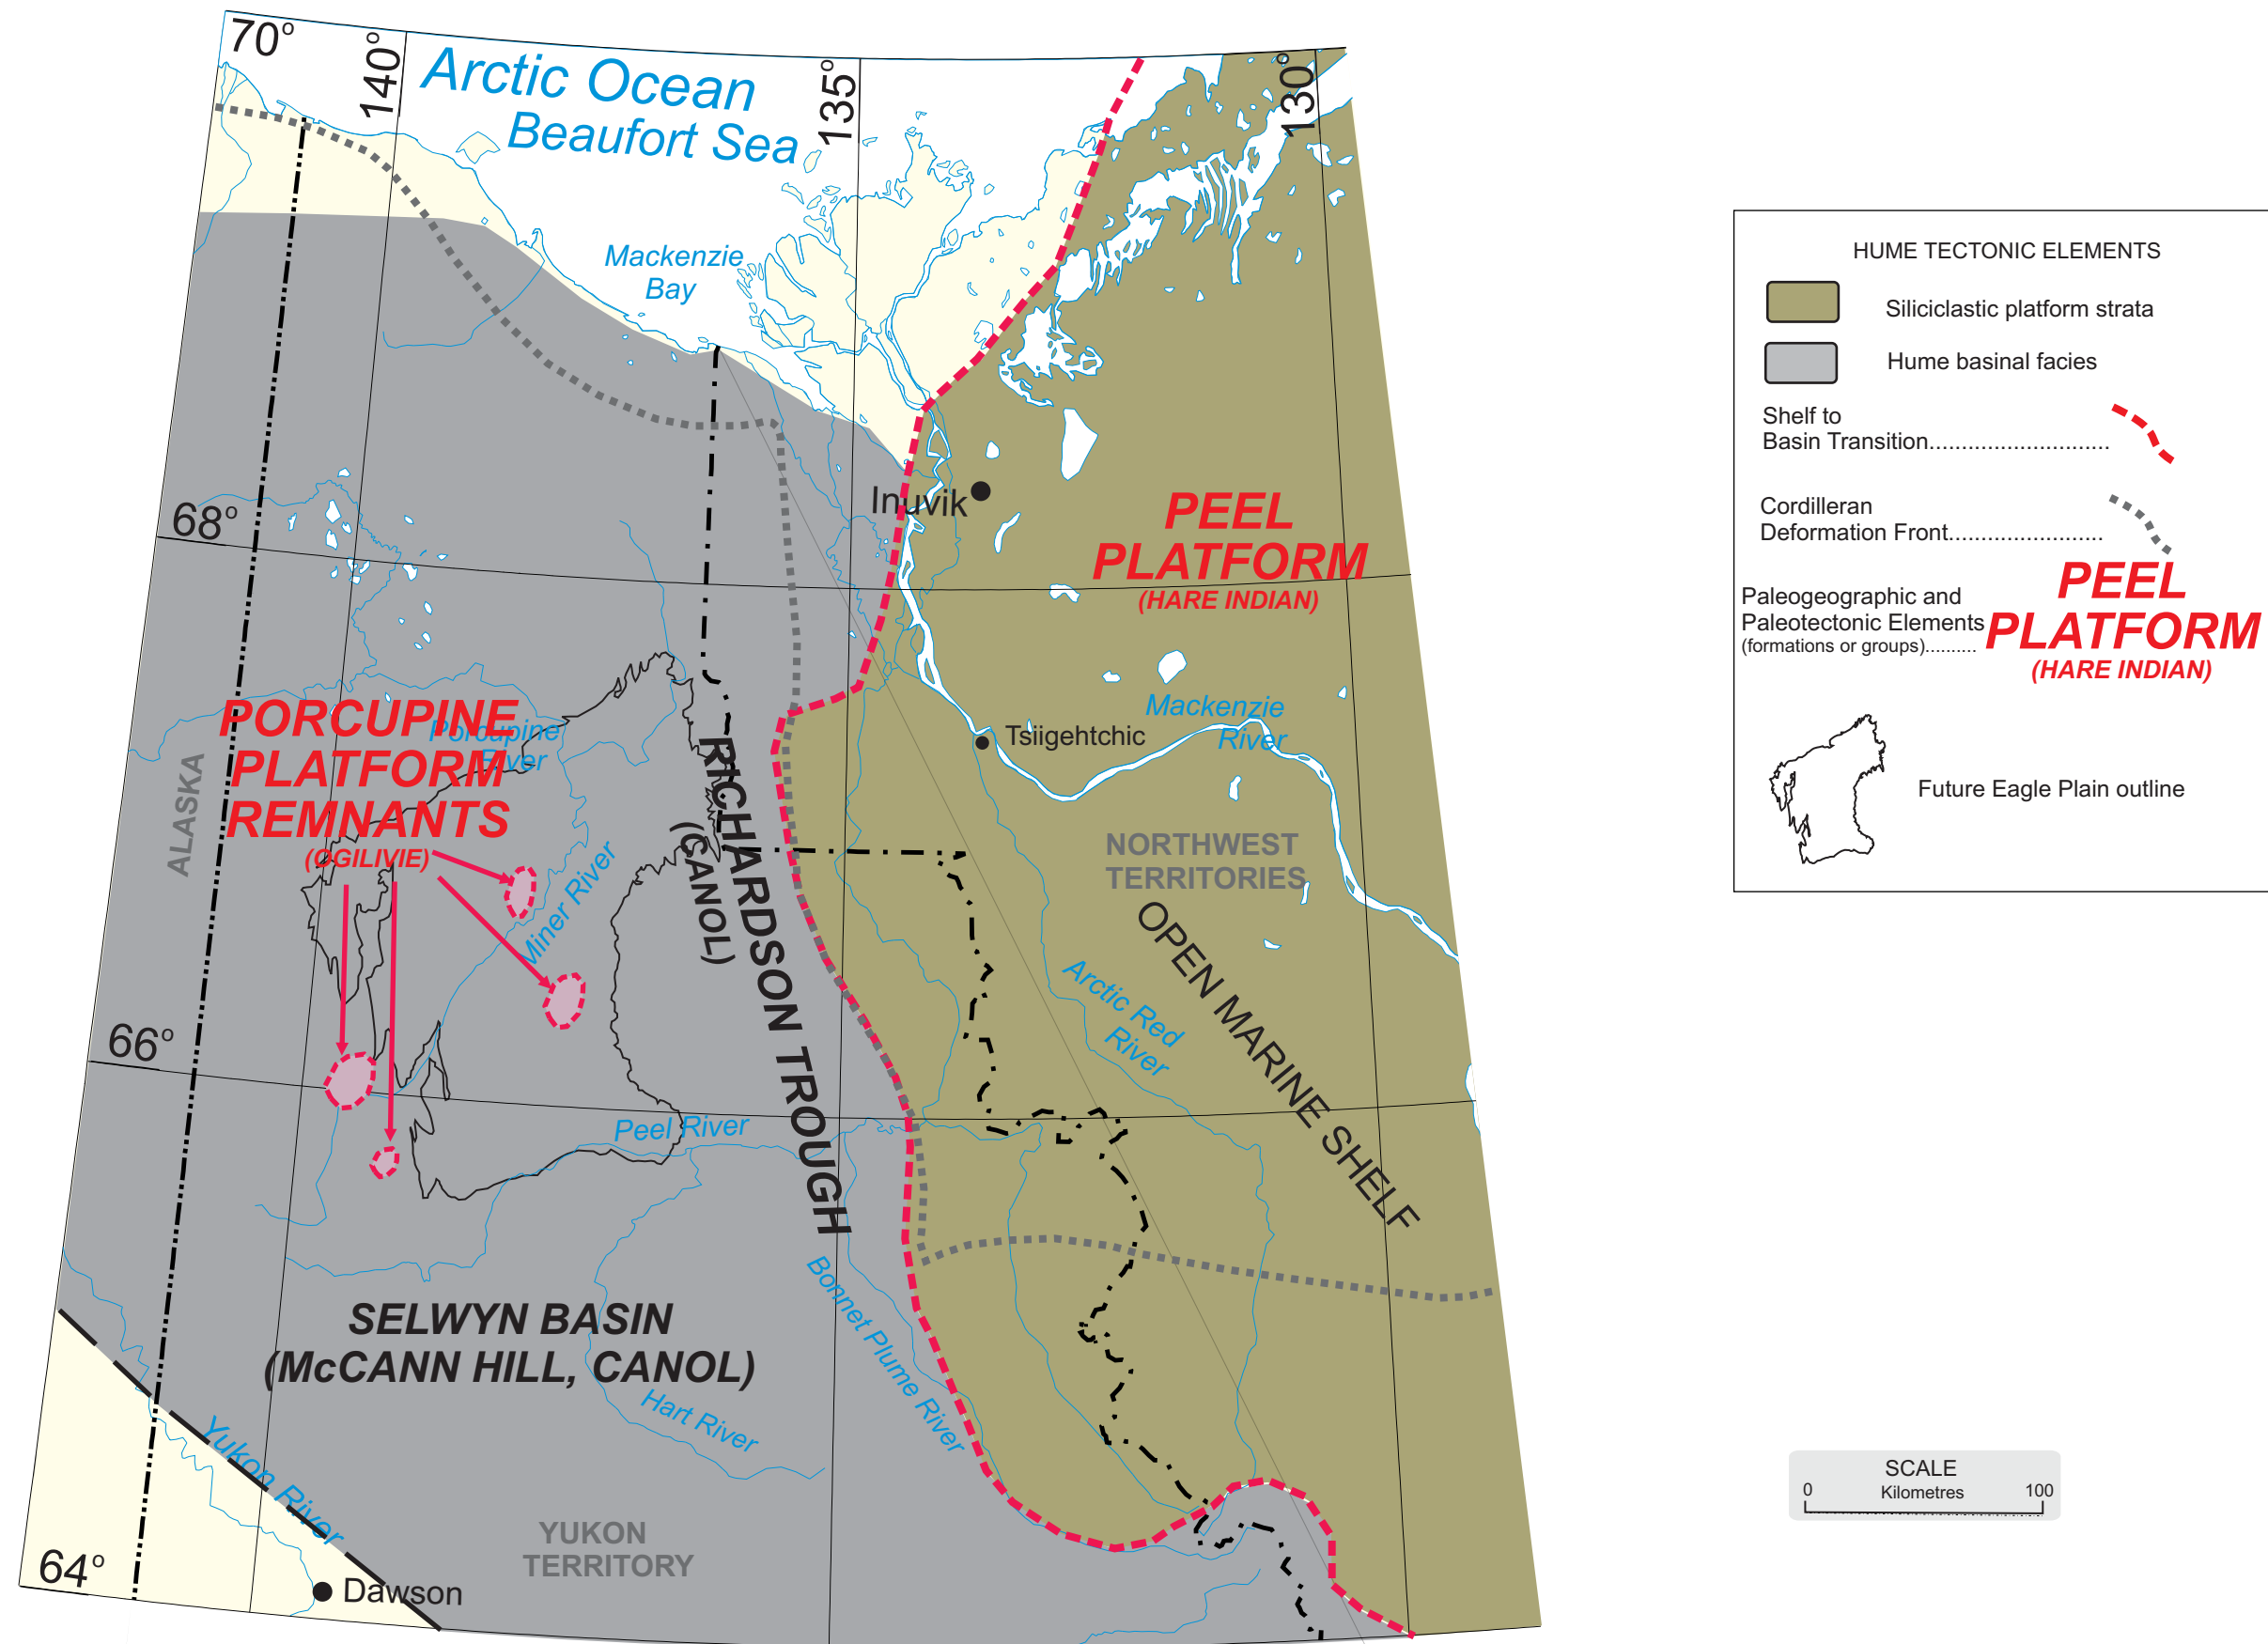 70°
140°
Arctic Ocean
Beaufort Sea
135°
130°
Mackenzie
Bay
68°
Inuvik
PEEL
PLATFORM
(HARE INDIAN)
PORCUPINE
PLATFORM
REMNANTS
(OGILIVIE)
Porcupine
River
ALASKA
Miner River
RICHARDSON TROUGH
(CANOL)
Tsiigehtchic
Mackenzie
River
NORTHWEST
TERRITORIES
OPEN MARINE SHELF
Arctic Red
River
66°
Peel River
Bonnet Plume River
SELWYN BASIN
(McCANN HILL, CANOL)
Hart River
Yukon River
YUKON
TERRITORY
64°
Dawson
HUME TECTONIC ELEMENTS
Siliciclastic platform strata
Hume basinal facies
Shelf to
Basin Transition...........................
Cordilleran
Deformation Front.......................
Paleogeographic and
Paleotectonic Elements
(formations or groups)..........
PEEL
PLATFORM
(HARE INDIAN)
Future Eagle Plain outline
SCALE
0 Kilometres 100